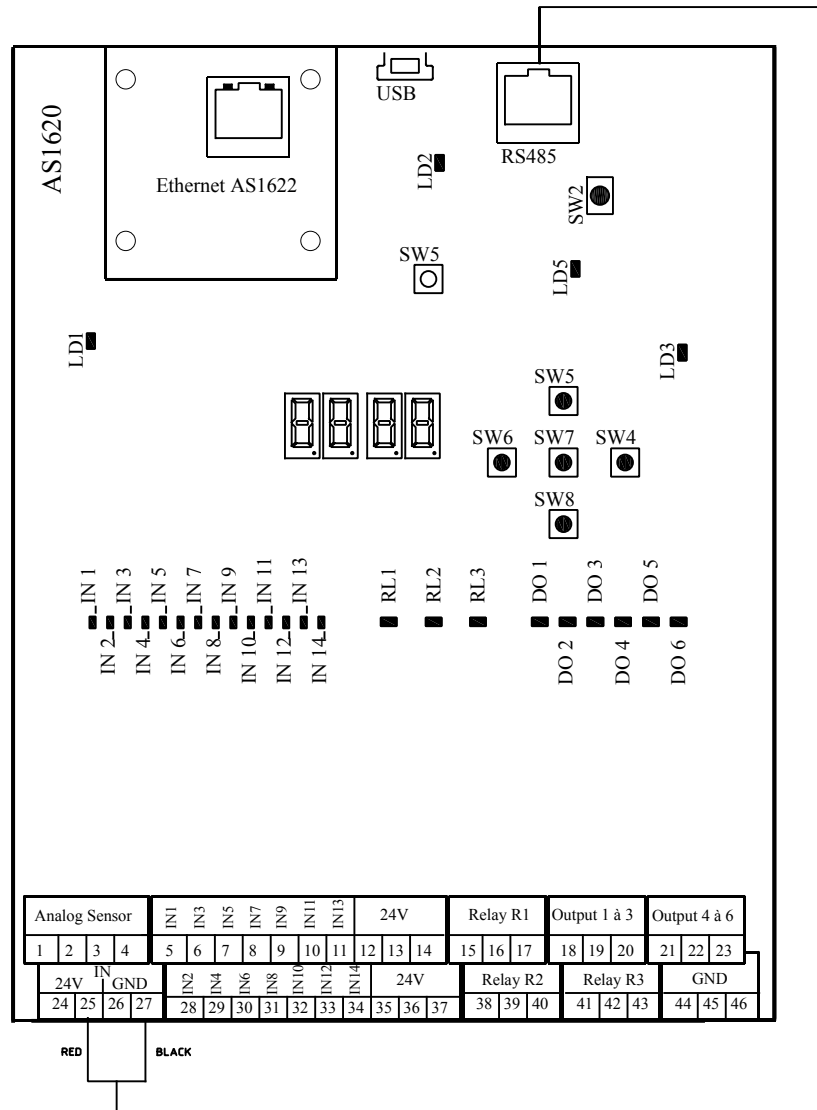 AS1620
USB
RS485
Ethernet AS1622
LD2
SW2
SW5
LD5
LD1
LD3
SW5
SW6 SW7 SW4
SW8
IN 1 IN 3 IN 5 IN 7 IN 9 IN 11 IN 13
RL1 RL2 RL3
DO 1 DO 3 DO 5
IN 2 IN 4 IN 6 IN 8 IN 10 IN 12 IN 14
DO 2 DO 4 DO 6
Analog Sensor IN1 IN3 IN5 IN7 IN9 IN11 IN13 24V Relay R1 Output 1 à 3 Output 4 à 6
1 2 3 4 5 6 7 8 9 10 11 12 13 14 15 16 17 18 19 20 21 22 23
IN
24V GND IN2 IN4 IN6 IN8 IN10 IN12 IN14 24V Relay R2 Relay R3 GND
24 25 26 27 28 29 30 31 32 33 34 35 36 37 38 39 40 41 42 43 44 45 46
RED BLACK